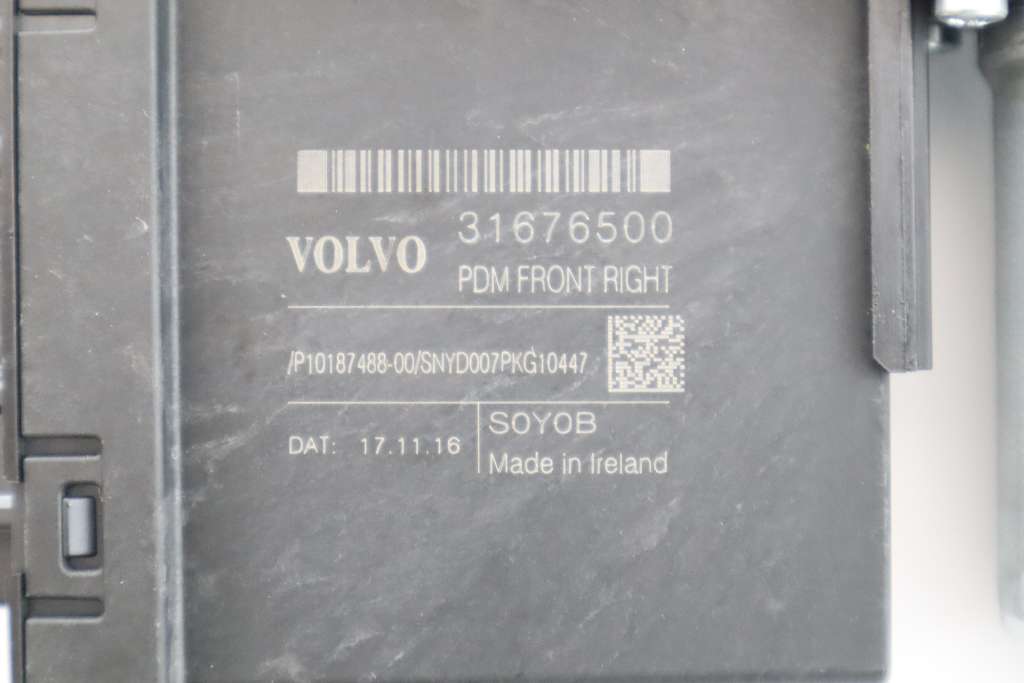 31676500
VOLVO
PDM FRONT RIGHT
/P10187488-00/SNYD007PKG10447
DAT: 17.11.16
S0Y0B
Made in Ireland